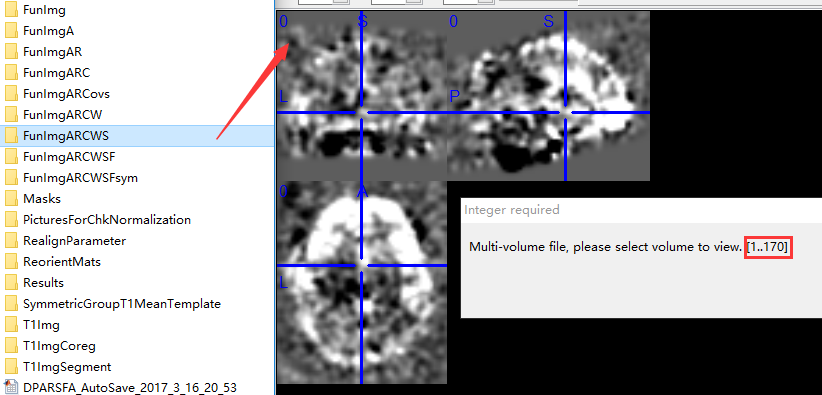 FunImg
FunImgA
FunImgAR
FunImgARC
FunImgARCovs
FunImgARCW
FunImgARCWS
FunImgARCWSF
FunImgARCWSFsym
Masks
PicturesForChkNormalization
RealignParameter
ReorientMats
Results
SymmetricGroupT1MeanTemplate
T1Img
T1ImgCoreg
T1ImgSegment
DPARSFA_AutoSave_2017_3_16_20_53
0 S
L
0 S
P
0 A
L
Integer required
Multi-volume file, please select volume to view. [1..170]